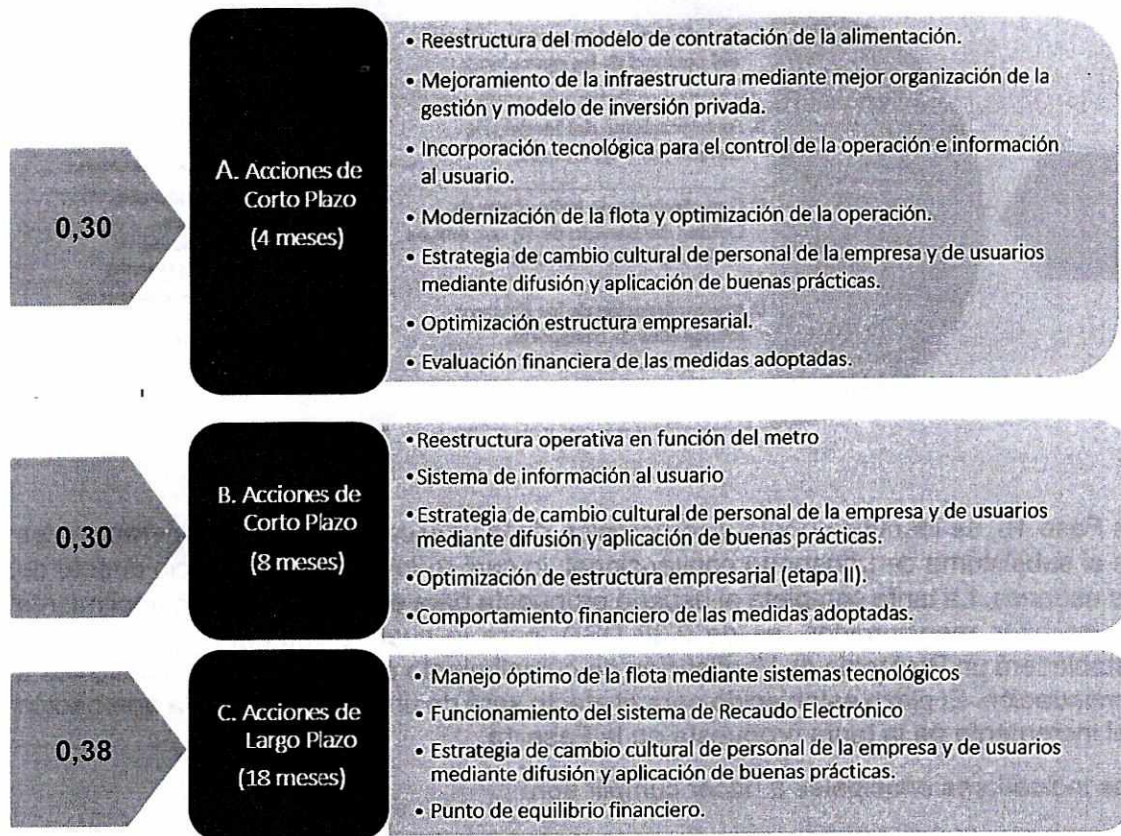 0,30
A. Acciones de
Corto Plazo
(4 meses)
• Reestructura del modelo de contratación de la alimentación.
• Mejoramiento de la infraestructura mediante mejor organización de la
gestión y modelo de inversión privada.
• Incorporación tecnológica para el control de la operación e información
al usuario.
• Modernización de la flota y optimización de la operación.
• Estrategia de cambio cultural de personal de la empresa y de usuarios
mediante difusión y aplicación de buenas prácticas.
• Optimización estructura empresarial.
• Evaluación financiera de las medidas adoptadas.
0,30
B. Acciones de
Corto Plazo
(8 meses)
• Reestructura operativa en función del metro
• Sistema de información al usuario
• Estrategia de cambio cultural de personal de la empresa y de usuarios
mediante difusión y aplicación de buenas prácticas.
• Optimización de estructura empresarial (etapa II).
• Comportamiento financiero de las medidas adoptadas.
0,38
C. Acciones de
Largo Plazo
(18 meses)
• Manejo óptimo de la flota mediante sistemas tecnológicos
• Funcionamiento del sistema de Recaudo Electrónico
• Estrategia de cambio cultural de personal de la empresa y de usuarios
mediante difusión y aplicación de buenas prácticas.
• Punto de equilibrio financiero.